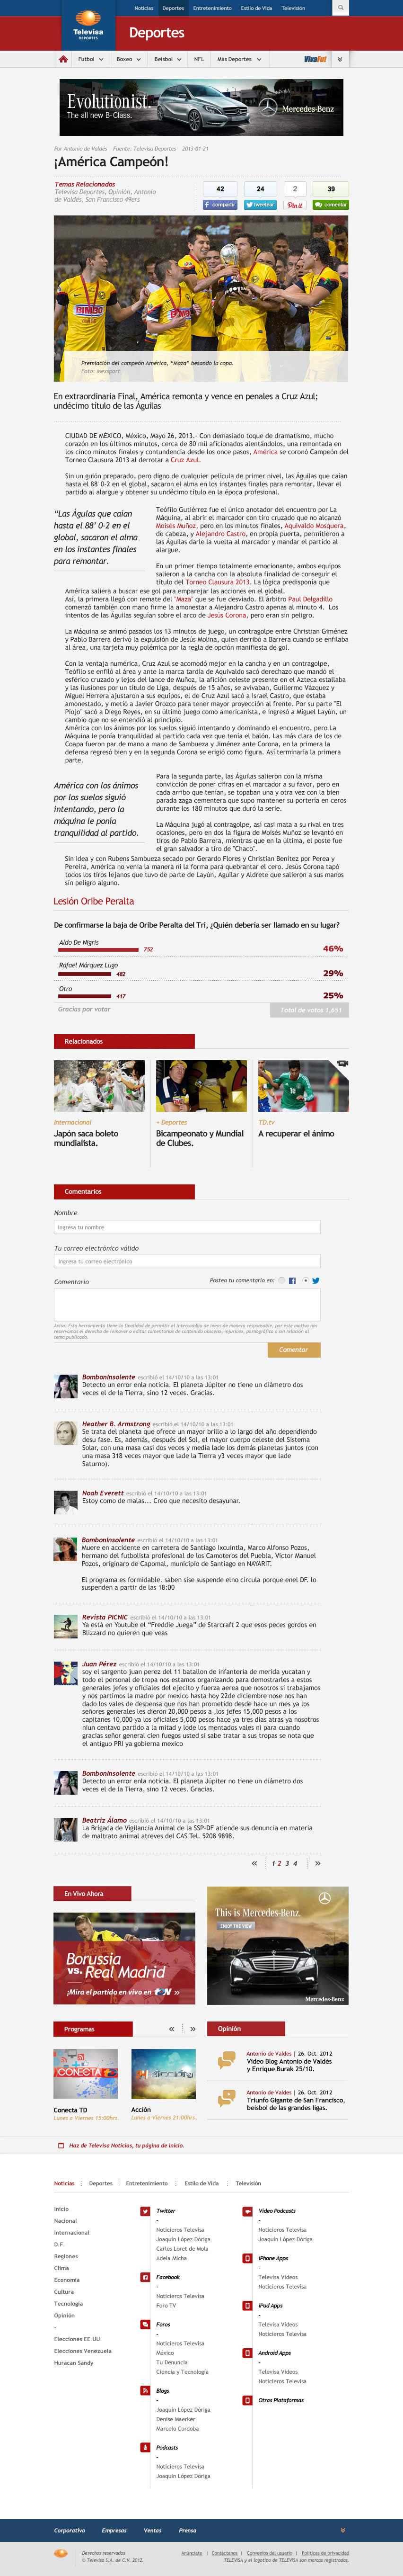 Noticias Deportes Entretenimiento Estilo de Vida Televisión
Televisa
DEPORTES
Deportes
Futbol Boxeo Beisbol NFL Más Deportes VivoFut
Evolutionist.
The all new B-Class.
Mercedes-Benz
Por Antonio de Valdés Fuente: Televisa Deportes 2013-01-21
¡América Campeón!
Temas Relacionados
Televisa Deportes, Opinión, Antonio
de Valdés, San Francisco 49ers
42 24 2 39
compartir twittear Pin it comentar
Premiación del campeón América, “Maza” besando la copa.
Foto: Mexsport
En extraordinaria Final, América remonta y vence en penales a Cruz Azul;
undécimo título de las Águilas
CIUDAD DE MÉXICO, México, Mayo 26, 2013.- Con demasiado toque de dramatismo, mucho
corazón en los últimos minutos, cerca de 80 mil aficionados alentándolos, una remontada en
los cinco minutos finales y contundencia desde los once pasos, América se coronó Campeón del
Torneo Clausura 2013 al derrotar a Cruz Azul.
Sin un guión preparado, pero digno de cualquier película de primer nivel, las Águilas que caían
hasta el 88' 0-2 en el global, sacaron el alma en los instantes finales para remontar, llevar el
partido al alargue y obtener su undécimo título en la época profesional.
“Las Águilas que caían
hasta el 88' 0-2 en el
global, sacaron el alma
en los instantes finales
para remontar.
Teófilo Gutiérrez fue el único anotador del encuentro por La
Máquina, al abrir el marcador con tiro cruzado que no alcanzó
Moisés Muñoz, pero en los minutos finales, Aquivaldo Mosquera,
de cabeza, y Alejandro Castro, en propia puerta, permitieron a
las Águilas darle la vuelta al marcador y mandar el partido al
alargue.
En un primer tiempo totalmente emocionante, ambos equipos
salieron a la cancha con la absoluta finalidad de conseguir el
título del Torneo Clausura 2013. La lógica predisponía que
América saliera a buscar ese gol para emparejar las acciones en el global.
Así, la primera llegó con remate del "Maza" que se fue desviado. El árbitro Paul Delgadillo
comenzó también con mano firme la amonestar a Alejandro Castro apenas al minuto 4. Los
intentos de las Águilas seguían sobre el arco de Jesús Corona, pero eran sin peligro.
La Máquina se animó pasados los 13 minutos de juego, un contragolpe entre Christian Giménez
y Pablo Barrera derivó la expulsión de Jesús Molina, quien derribó a Barrera cuando se enfilaba
al área, una tarjeta muy polémica de juego en un contragolpe muy peligroso del gol.
Con la ventaja numérica, Cruz Azul se acomodó mejor en la cancha y en un contragolpe,
Teófilo se enfiló al área y ante la marca tardía de Aquivaldo sacó derechazo que mandó el
esférico cruzado por derecha. Al minuto 20, la afición celeste presente en el Azteca estallaba
y las ilusiones por un título de Liga, después de 15 años, se avivaban, Guillermo Vázquez y
Miguel Herrera ajustaron a sus equipos, el de Cruz Azul sacó a Israel Castro, que estaba
amonestado, y metió a Javier Orozco para tener mayor proyección al frente. Por su parte "El
Piojo" sacó a Diego Reyes, en su último juego como americanista, e ingresó a Miguel Layún, un
cambio de hombre por hombre.
América con los ánimos por los suelos siguió intentando y dominando el encuentro, pero la
Máquina le ponía tranquilidad al partido cada vez que lo tenían. En las más claras de los de
Coapa fueron par de mano a mano de Sambueza y Jiménez ante Corona, en la primera la
colgó Rubens bien pegada y en la segunda Corona se erigió como figura. Así terminaría la primera
parte.
América con los ánimos
por los suelos siguió
intentando, pero la
máquina le ponía
tranquilidad al partido.
Para la segunda parte, las Águilas salieron con la misma
convicción de poner cifras en el marcador a su favor, pero en
cada arribo que tenían, se topaban una y otra vez con la bien
parada zaga cementera que supo mantener su portería en ceros
durante los 180 minutos que duró la serie.
La Máquina jugó al contragolpe, así casi mata a su rival en tres
ocasiones, pero en dos la figura de Moisés Muñoz se levantó en
tiros de Pablo Barrera, mientras que en la última, el poste fue
el gran salvador a tiro de "Chaco".
Sin idea y con Rubens Sambueza secado por Gerardo Flores y Christian Benítez por Perea y
Pereira, América no venía la manera que pudiera empatar a la cancha de oeste. Jesús Corona tapó
todos los tiros lejanos que tuvo de parte de Layún, Aguilar y Aldrete que salieron a sus manos
sin peligro alguno.
Lesión Oribe Peralta
De confirmarse la baja de Oribe Peralta del Tri, ¿Quién debería ser llamado en su lugar?
Aldo De Nigris
752 46%
Rafael Márquez Lugo
482 29%
Otro
417 25%
Gracias por votar Total de votos 1,651
Relacionados
Internacional
Japón saca boleto
mundialista.
+ Deportes
Bicampeonato y Mundial
de Clubes.
TD.tv
A recuperar el ánimo
Comentarios
Nombre
Ingresa tu nombre
Tu correo electrónico válido
Ingresa tu correo electrónico
Comentario Postea tu comentario en:
Aviso: Esta herramienta tiene la finalidad de permitir el intercambio de ideas de manera responsable, por este motivo nos
reservamos el derecho de remover o editar comentarios de contenido obsceno, injurioso, pornográfico o sin relación al
tema publicado.
Comentar
BombonInsolente escribió el 14/10/10 a las 13:01
Detecto un error enla noticia. El planeta Júpiter no tiene un diámetro dos
veces el de la Tierra, sino 12 veces. Gracias.
Heather B. Armstrong escribió el 14/10/10 a las 13:01
Se trata del planeta que ofrece un mayor brillo a lo largo del año dependiendo
desu fase. Es, además, después del Sol, el mayor cuerpo celeste del Sistema
Solar, con una masa casi dos veces y media lade los demás planetas juntos (con
una masa 318 veces mayor que lade la Tierra y3 veces mayor que lade
Saturno).
Noah Everett escribió el 14/10/10 a las 13:01
Estoy como de malas... Creo que necesito desayunar.
BombonInsolente escribió el 14/10/10 a las 13:01
Muere en accidente en carretera de Santiago Ixcuintla, Marco Alfonso Pozos,
hermano del futbolista profesional de los Camoteros del Puebla, Victor Manuel
Pozos, originaro de Capomal, municipio de Santiago en NAYARIT.
El programa es formidable. saben sise suspende elno circula porque enel DF. lo
suspenden a partir de las 18:00
Revista PICNIC escribió el 14/10/10 a las 13:01
Ya está en Youtube el “Freddie Juega” de Starcraft 2 que esos peces gordos en
Blizzard no quieren que veas
Juan Pérez escribió el 14/10/10 a las 13:01
soy el sargento juan perez del 11 batallon de infanteria de merida yucatan y
todo el personal de tropa nos estamos organizando para demostrarles a estos
generales jefes y oficiales del ejercito y fuerza aerea que nosotros si trabajamos
y nos partimos la madre por mexico hasta hoy 22de diciembre nose nos han
dado los vales de despensa que nos han prometido desde hace un mes ya los
señores generales les dieron 20,000 pesos a ,los jefes 15,000 pesos a los
capitanes 10,000 ya los oficiales 5,000 pesos hace ya tres dias atras ya nosotros
niun centavo partida la m4dr4 ni los mentados vales ni para cuando
gracias señor general cien fuegos usted si sabe tratar a sus tropas se nota que
el antiguo PRI ya gobierna mexico
BombonInsolente escribió el 14/10/10 a las 13:01
Detecto un error enla noticia. El planeta Júpiter no tiene un diámetro dos
veces el de la Tierra, sino 12 veces. Gracias.
Beatriz Álamo escribió el 14/10/10 a las 13:01
La Brigada de Vigilancia Animal de la SSP-DF atiende sus denuncia en materia
de maltrato animal atreves del CAS Tel. 5208 9898.
« 1 2 3 4 »
En Vivo Ahora
Borussia
vs. Real Madrid
¡Mira el partido en vivo en TDN »
This is Mercedes-Benz.
ENJOY THE VIEW
Mercedes-Benz
Programas « »
Conecta TD
Lunes a Viernes 15:00hrs.
Acción
Lunes a Viernes 21:00hrs.
Opinión
Antonio de Valdes | 26. Oct. 2012
Video Blog Antonio de Valdés
y Enrique Burak 25/10.
Antonio de Valdes | 26. Oct. 2012
Triunfo Gigante de San Francisco,
beisbol de las grandes ligas.
Haz de Televisa Noticias, tu página de inicio.
Noticias Deportes Entretenimiento Estilo de Vida Televisión
Inicio
Nacional
Internacional
D.F.
Regiones
Clima
Economía
Cultura
Tecnología
Opinión
-
Elecciones EE.UU
Elecciones Venezuela
Huracan Sandy
Twitter
-
Noticieros Televisa
Joaquín López Dóriga
Carlos Loret de Mola
Adela Micha
Facebook
-
Noticieros Televisa
Foro TV
Foros
-
Noticieros Televisa
México
Tu Denuncia
Ciencia y Tecnología
Blogs
-
Joaquín López Dóriga
Denise Maerker
Marcelo Cordoba
Podcasts
-
Noticieros Televisa
Joaquín López Dóriga
Video Podcasts
-
Noticieros Televisa
Joaquín López Dóriga
iPhone Apps
-
Televisa Videos
Noticieros Televisa
iPad Apps
-
Televisa Videos
Noticieros Televisa
Android Apps
-
Televisa Videos
Noticieros Televisa
Otras Plataformas
Corporativo Empresas Ventas Prensa
Derechos reservados
© Televisa S.A. de C.V. 2012.
Anúnciate | Contáctanos | Comentos del usuario | Políticas de privacidad
TELEVISA y el logotipo de TELEVISA son marcas registradas.